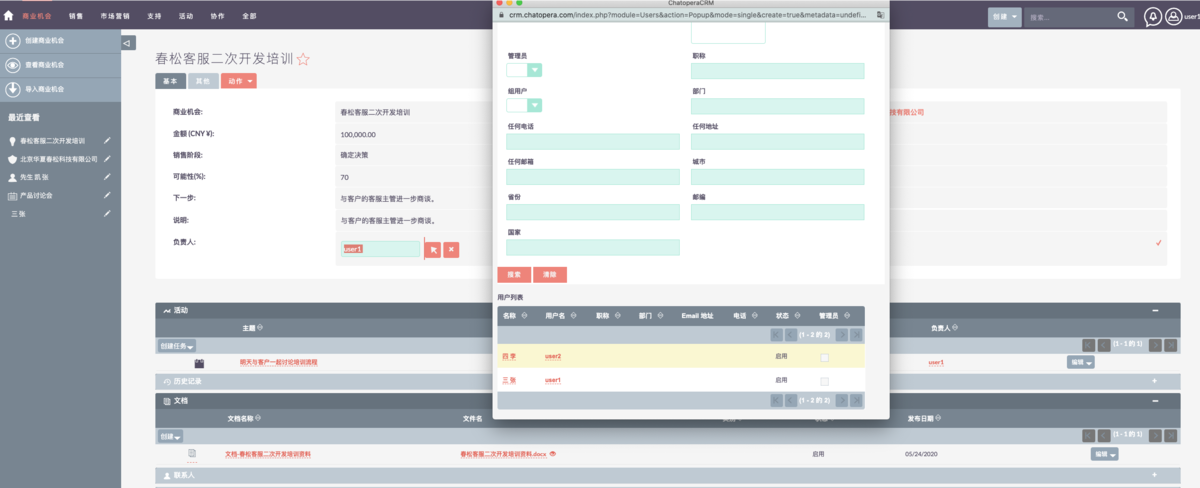 商业机会 销售 市场营销 支持 活动 协作 全部
创建 搜索... user1
创建商业机会
查看商业机会
导入商业机会
最近查看
春松客服二次开发培训
北京华夏春松科技有限公司
先生 凯 张
产品讨论会
三 张
春松客服二次开发培训
基本 其他 动作
商业机会: 春松客服二次开发培训
技有限公司
金额 (CNY ¥): 100,000.00
销售阶段: 确定决策
可能性(%): 70
下一步: 与客户的客服主管进一步商谈。
说明: 与客户的客服主管进一步商谈。
负责人: user1
活动
主题 负责人
创建任务 (1 - 1 的 1)
明天与客户一起讨论培训流程 user1 编辑
历史记录
文档
文档名称 文件名 发布日期
创建 (1 - 1 的 1)
文档-春松客服二次开发培训资料 春松客服二次开发培训资料.docx 启用 05/24/2020 编辑
联系人
ChatoperaCRM
crm.chatopera.com/index.php?module=Users&action=Popup&mode=single&create=true&metadata=undefi...
管理员 职称
组用户 部门
任何电话 任何地址
任何邮箱 城市
省份 邮编
国家
搜索 清除
用户列表
名称 用户名 职称 部门 Email 地址 电话 状态 管理员
(1 - 2 的 2)
四 李 user2 启用
三 张 user1 启用
(1 - 2 的 2)